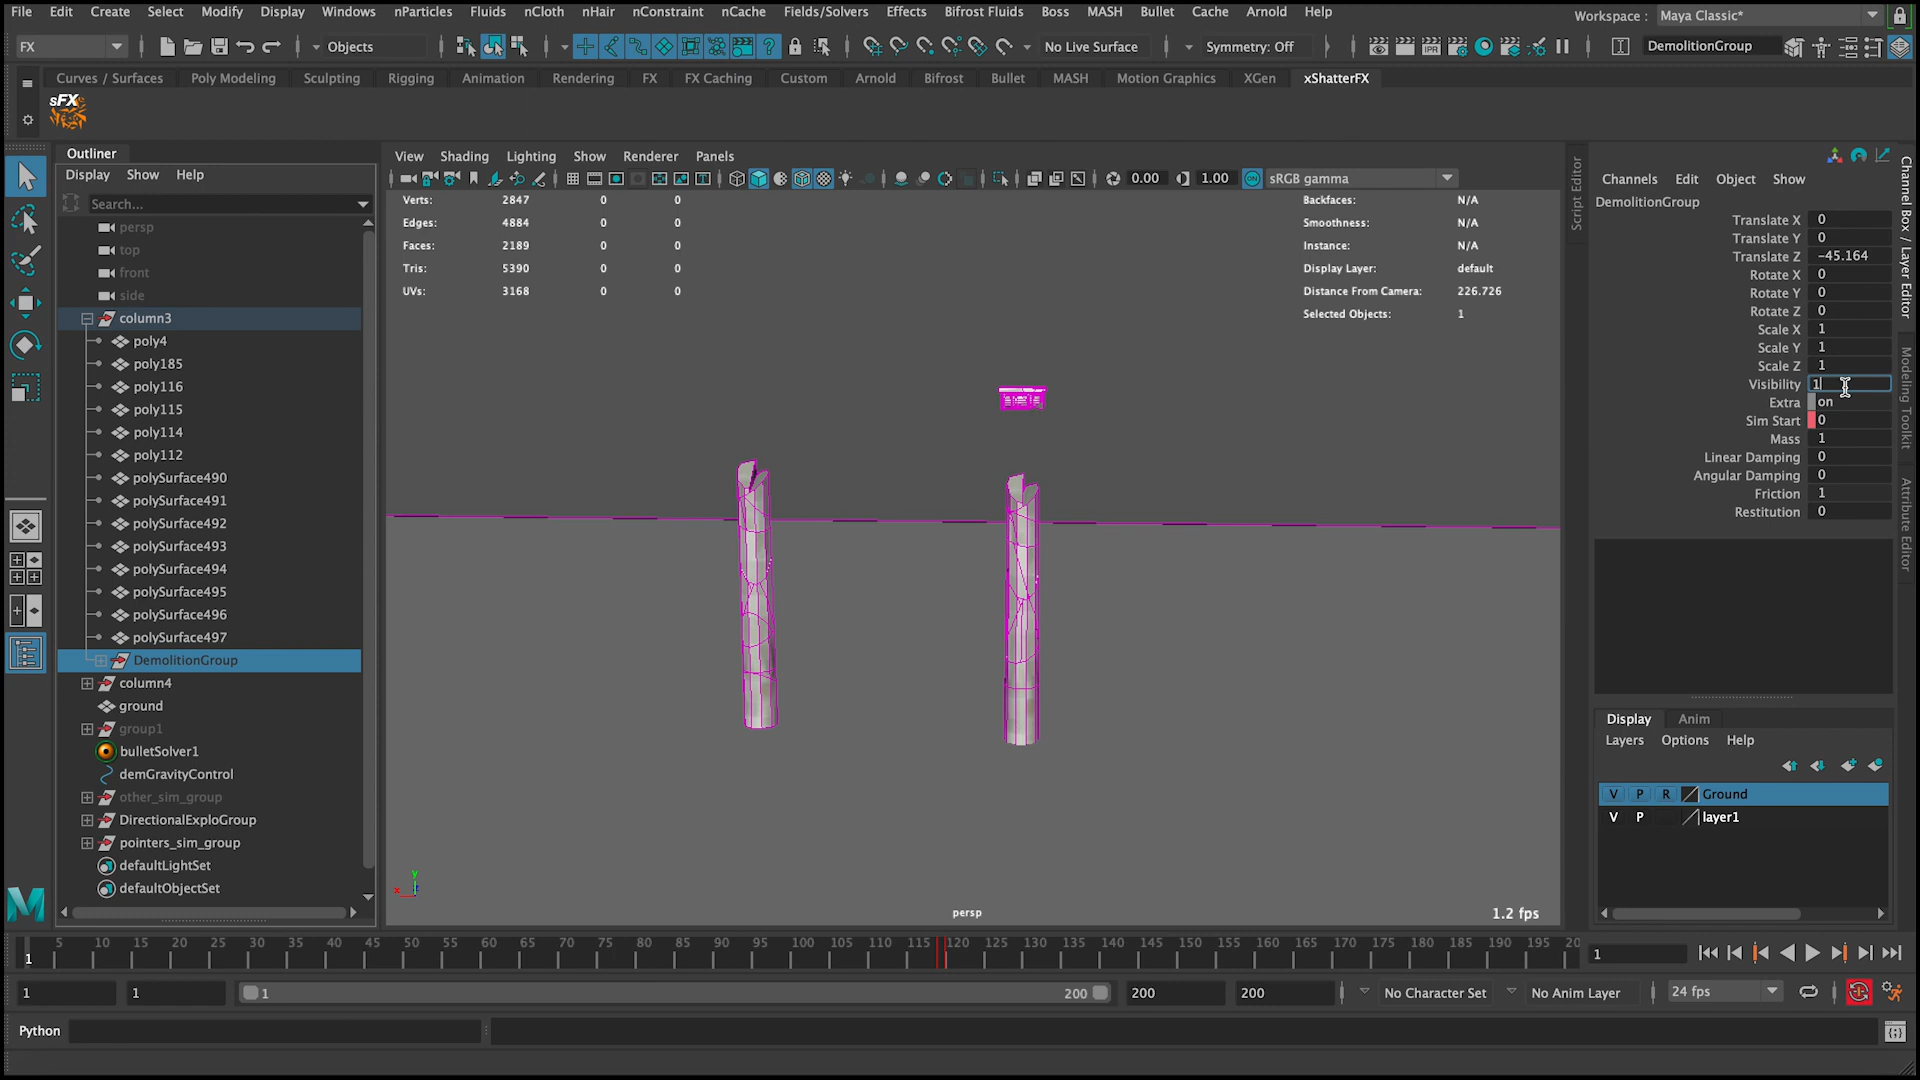 File Edit Create Select Modify Display Windows nParticles Fluids nCloth nHair nConstraint nCache Fields/Solvers Effects Bifrost Fluids Boss MASH Bullet Cache Arnold Help Workspace : Maya Classic*
FX Objects No Live Surface Symmetry: Off DemolitionGroup
Curves / Surfaces Poly Modeling Sculpting Rigging Animation Rendering FX FX Caching Custom Arnold Bifrost Bullet MASH Motion Graphics XGen xShatterFX
sFX
Outliner
Display Show Help
Search...
persp
top
front
side
column3
poly4
poly185
poly116
poly115
poly114
poly112
polySurface490
polySurface491
polySurface492
polySurface493
polySurface494
polySurface495
polySurface496
polySurface497
DemolitionGroup
column4
ground
group1
bulletSolver1
demGravityControl
other_sim_group
DirectionalExploGroup
pointers_sim_group
defaultLightSet
defaultObjectSet
View Shading Lighting Show Renderer Panels
0.00 1.00 ON sRGB gamma
Verts: 2847 0 0
Edges: 4884 0 0
Faces: 2189 0 0
Tris: 5390 0 0
UVs: 3168 0 0
Backfaces: N/A
Smoothness: N/A
Instance: N/A
Display Layer: default
Distance From Camera: 226.726
Selected Objects: 1
y
x
persp
1.2 fps
Script Editor
Channels Edit Object Show
DemolitionGroup
Translate X 0
Translate Y 0
Translate Z -45.164
Rotate X 0
Rotate Y 0
Rotate Z 0
Scale X 1
Scale Y 1
Scale Z 1
Visibility 1
Extra on
Sim Start 0
Mass 1
Linear Damping 0
Angular Damping 0
Friction 1
Restitution 0
Channel Box / Layer Editor
Modeling Toolkit
Attribute Editor
Display Anim
Layers Options Help
V P R Ground
V P layer1
5 10 15 20 25 30 35 40 45 50 55 60 65 70 75 80 85 90 95 100 105 110 115 120 125 130 135 140 145 150 155 160 165 170 175 180 185 190 195 20
1
1
1 1 1 200 200 200 No Character Set No Anim Layer 24 fps
Python